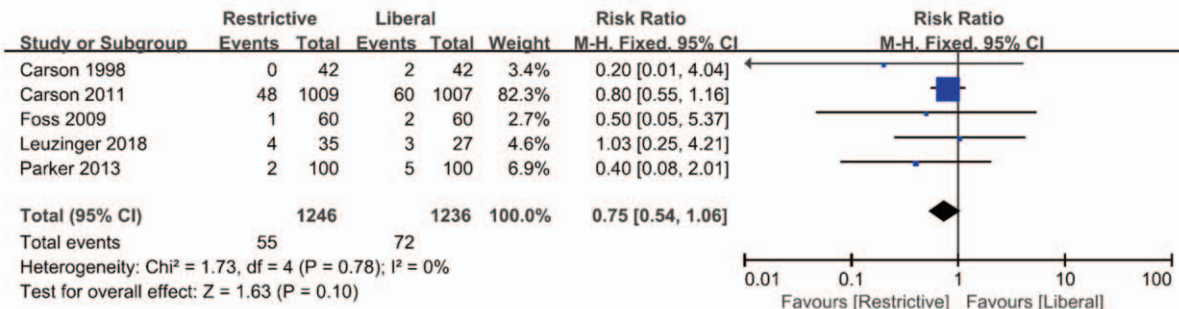 Restrictive Liberal Risk Ratio Risk Ratio
Study or Subgroup Events Total Events Total Weight M-H. Fixed. 95% CI M-H. Fixed. 95% CI
Carson 1998 0 42 2 42 3.4% 0.20 [0.01, 4.04]
Carson 2011 48 1009 60 1007 82.3% 0.80 [0.55, 1.16]
Foss 2009 1 60 2 60 2.7% 0.50 [0.05, 5.37]
Leuzinger 2018 4 35 3 27 4.6% 1.03 [0.25, 4.21]
Parker 2013 2 100 5 100 6.9% 0.40 [0.08, 2.01]
Total (95% CI) 1246 1236 100.0% 0.75 [0.54, 1.06]
Total events 55 72
Heterogeneity: Chi² = 1.73, df = 4 (P = 0.78); I² = 0%
Test for overall effect: Z = 1.63 (P = 0.10)
0.01 0.1 1 10 100
Favours [Restrictive] Favours [Liberal]